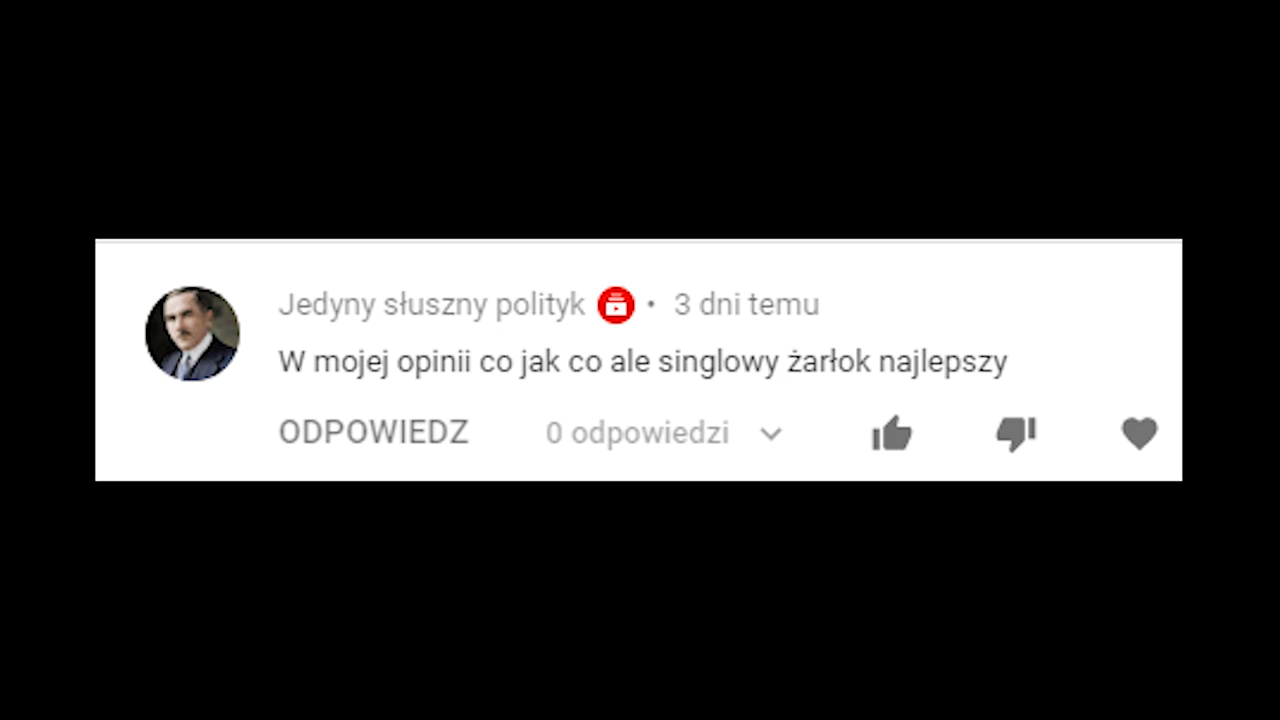 Jedyny słuszny polityk • 3 dni temu
W mojej opinii co jak co ale singlowy żarłok najlepszy
ODPOWIEDZ 0 odpowiedzi